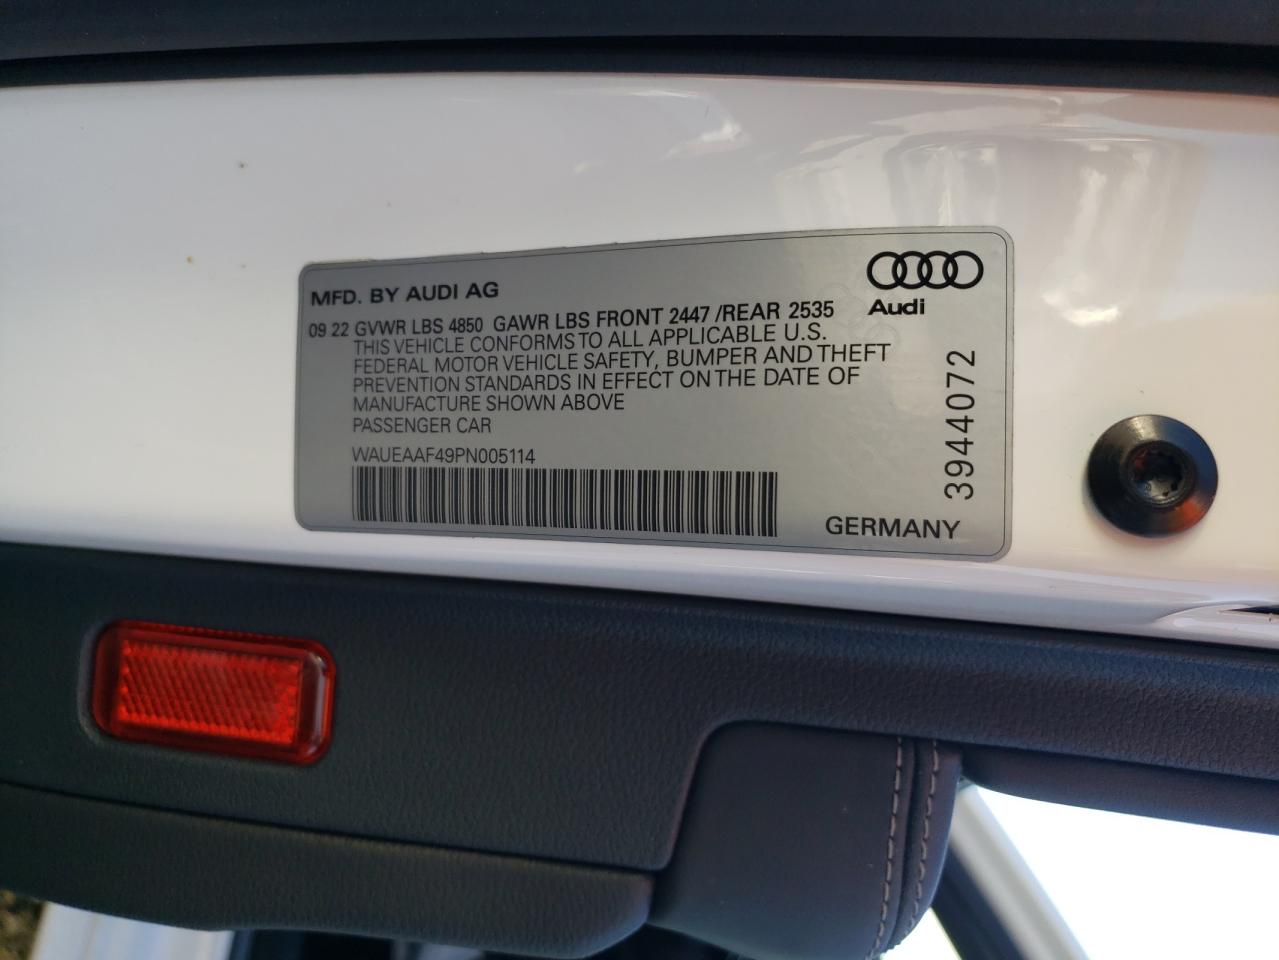 MFD. BY AUDI AG
Audi
09.22 GVWR LBS 4850 GAWR LBS FRONT 2447 /REAR 2535
THIS VEHICLE CONFORMS TO ALL APPLICABLE U.S.
FEDERAL MOTOR VEHICLE SAFETY, BUMPER AND THEFT
PREVENTION STANDARDS IN EFFECT ON THE DATE OF
MANUFACTURE SHOWN ABOVE
PASSENGER CAR
WAUEAAF49PN005114
3944072
GERMANY